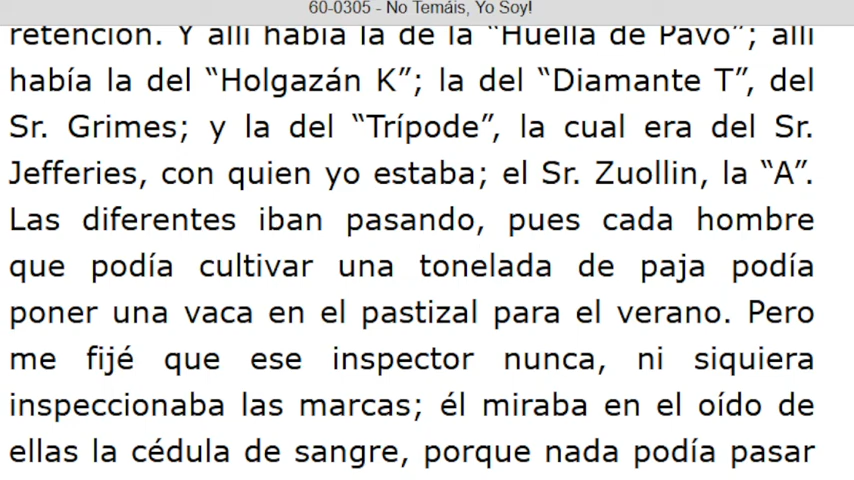 60-0305 - No Temáis, Yo Soy!
retención. Y allí había la de la “Huella de Pavo”; allí
había la del “Holgazán K”; la del “Diamante T”, del
Sr. Grimes; y la del “Trípode”, la cual era del Sr.
Jefferies, con quien yo estaba; el Sr. Zuollin, la “A”.
Las diferentes iban pasando, pues cada hombre
que podía cultivar una tonelada de paja podía
poner una vaca en el pastizal para el verano. Pero
me fijé que ese inspector nunca, ni siquiera
inspeccionaba las marcas; él miraba en el oído de
ellas la cédula de sangre, porque nada podía pasar